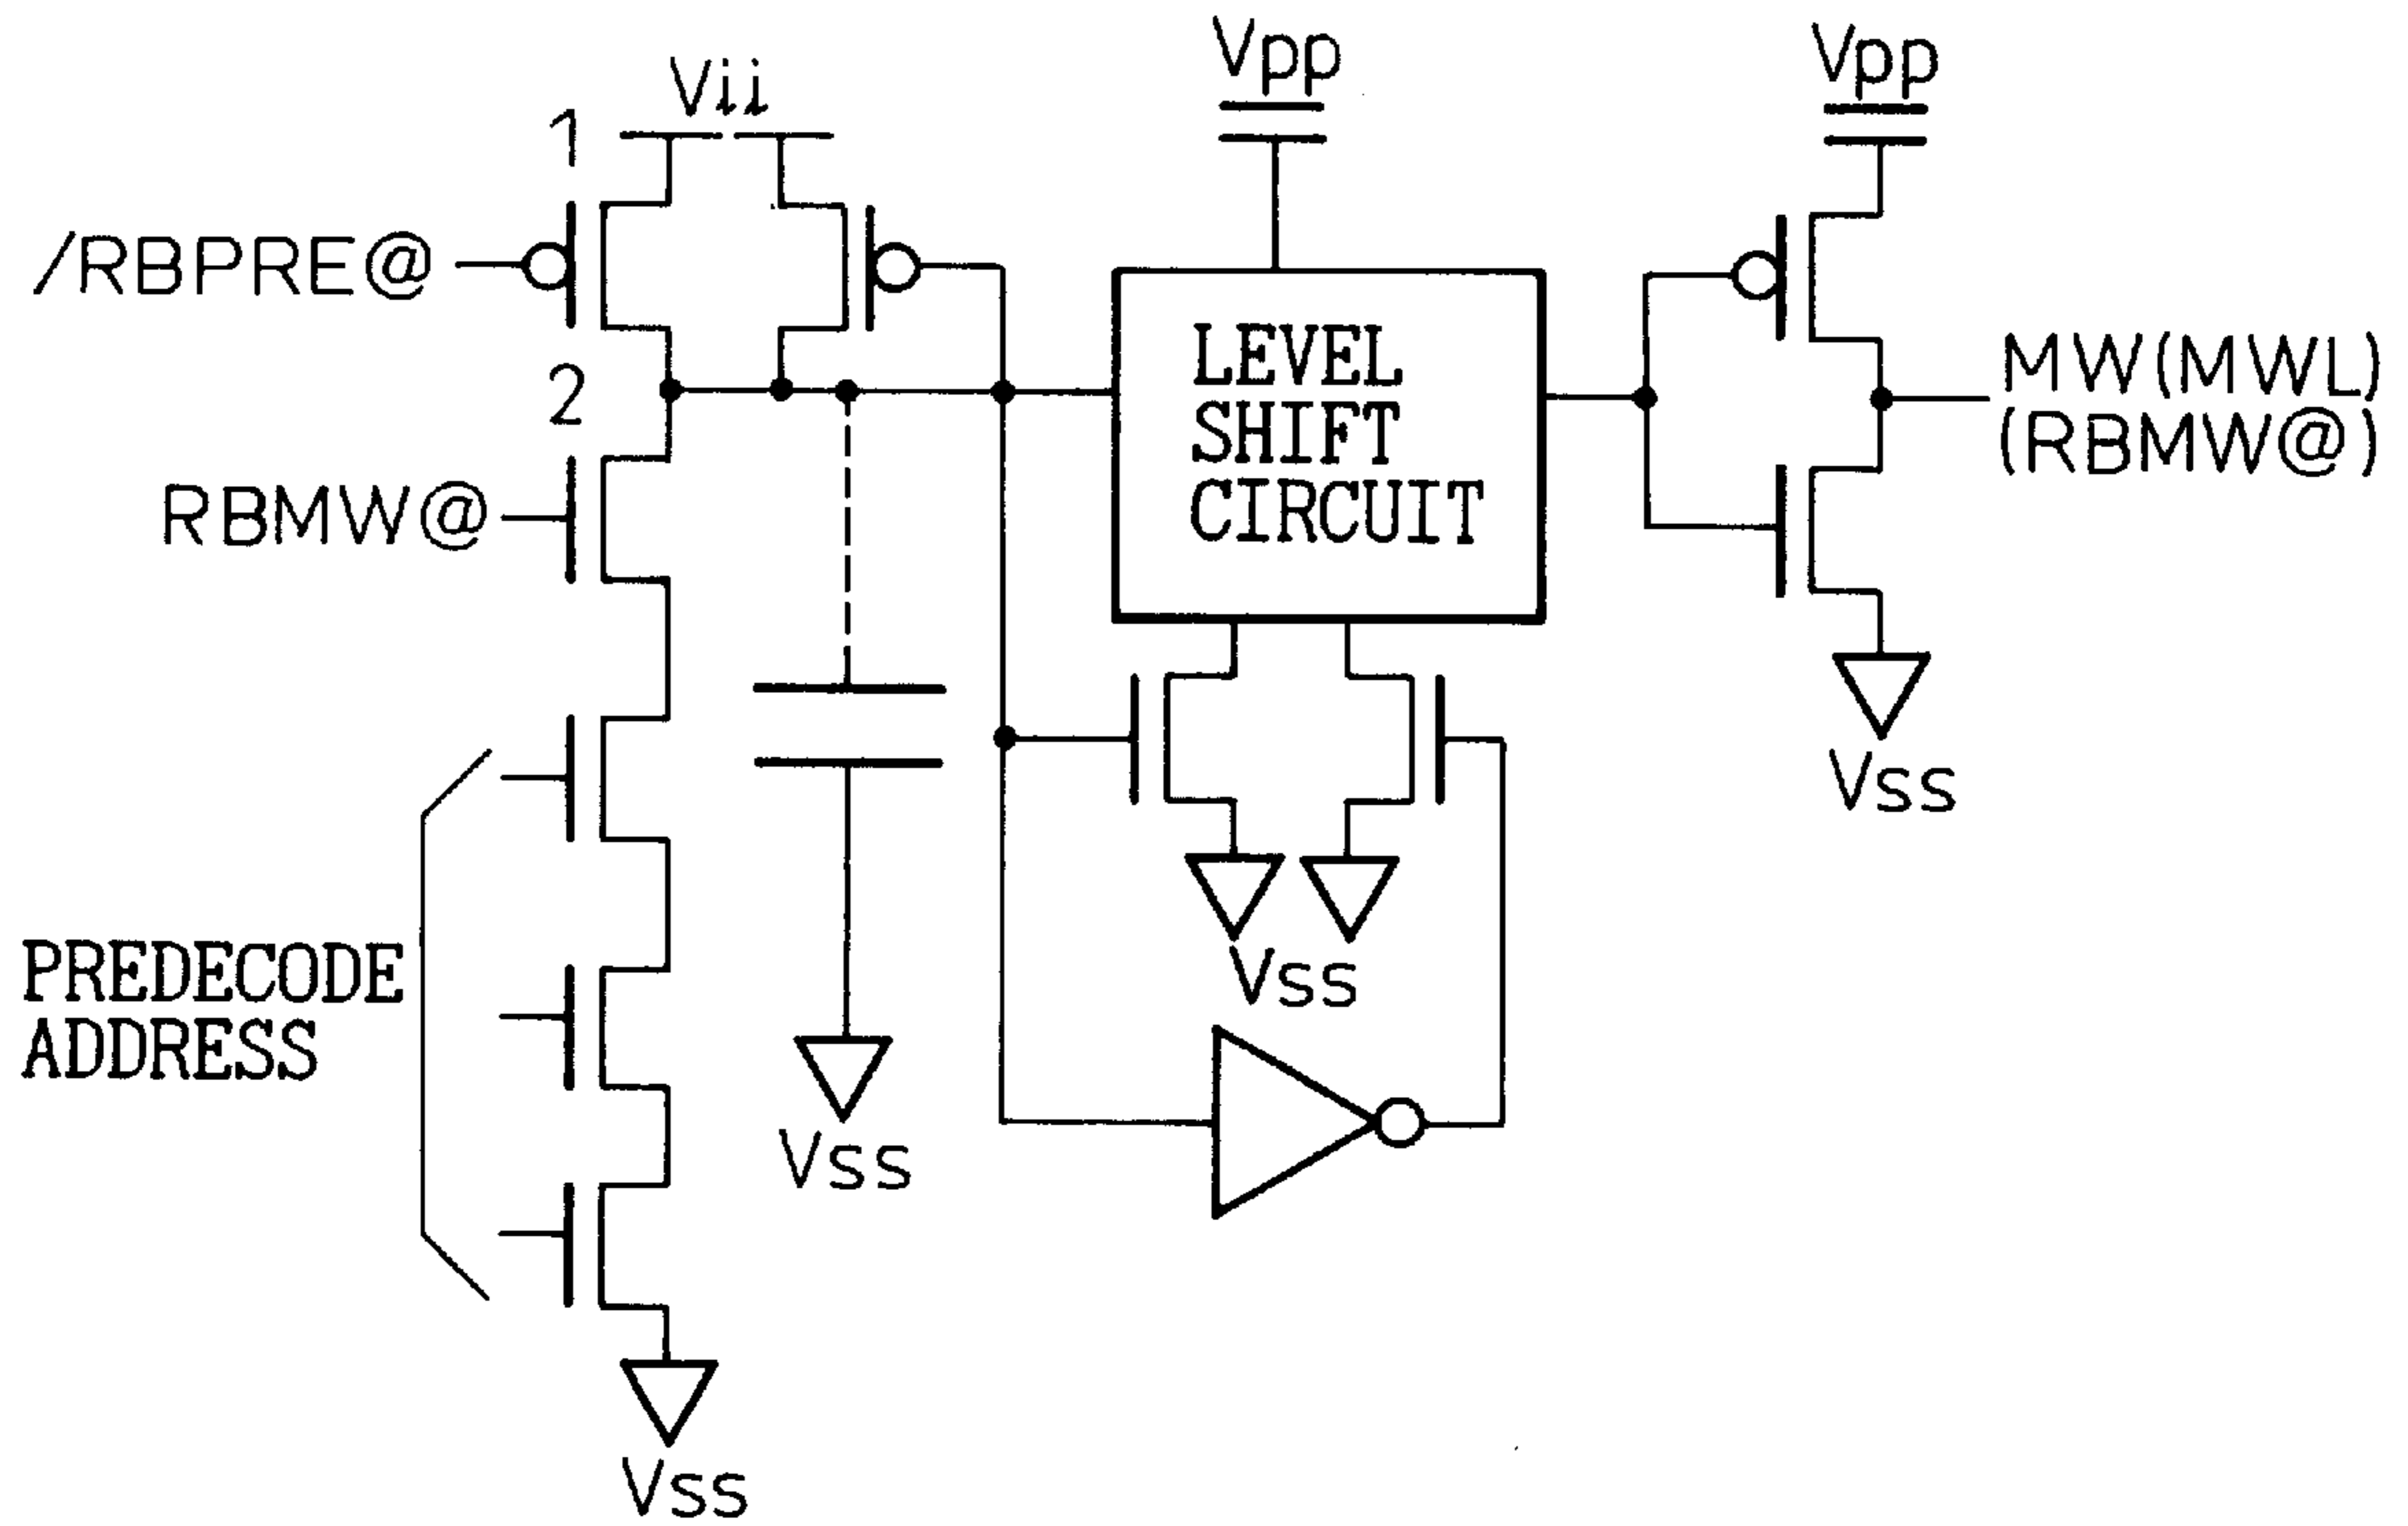 Vii
Vpp
Vpp
1
/RBPRE@
2
RBMW@
LEVEL
SHIFT
CIRCUIT
MW(MWL)
(RBMW@)
Vss
PREDECODE
ADDRESS
Vss
Vss
Vss